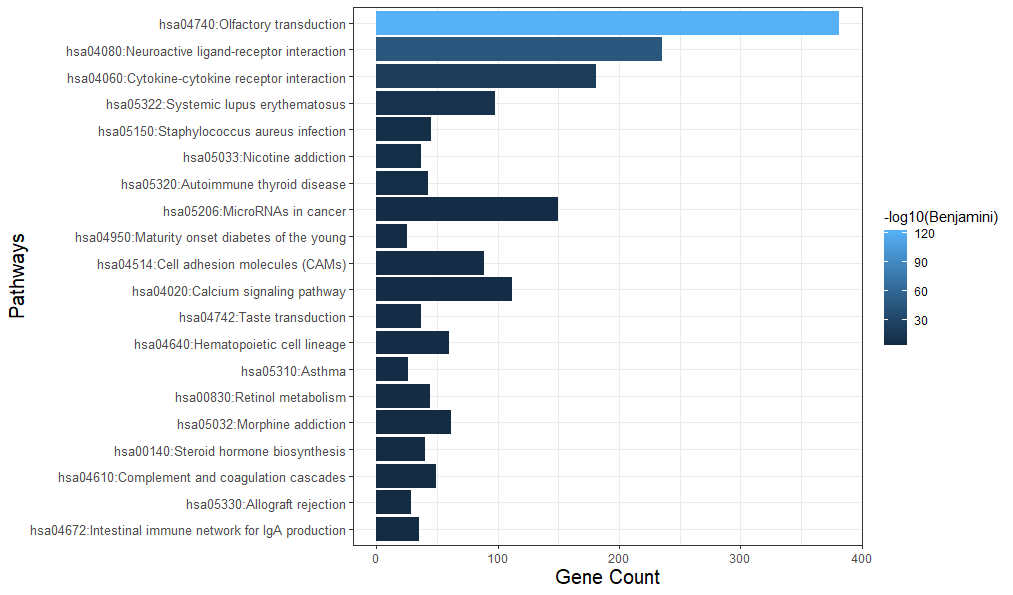 hsa04740:Olfactory transduction
hsa04080:Neuroactive ligand-receptor interaction
hsa04060:Cytokine-cytokine receptor interaction
hsa05322:Systemic lupus erythematosus
hsa05150:Staphylococcus aureus infection
hsa05033:Nicotine addiction
hsa05320:Autoimmune thyroid disease
hsa05206:MicroRNAs in cancer
hsa04950:Maturity onset diabetes of the young
hsa04514:Cell adhesion molecules (CAMs)
hsa04020:Calcium signaling pathway
hsa04742:Taste transduction
hsa04640:Hematopoietic cell lineage
hsa05310:Asthma
hsa00830:Retinol metabolism
hsa05032:Morphine addiction
hsa00140:Steroid hormone biosynthesis
hsa04610:Complement and coagulation cascades
hsa05330:Allograft rejection
hsa04672:Intestinal immune network for IgA production
Pathways
0 100 200 300 400
Gene Count
-log10(Benjamini)
120
90
60
30